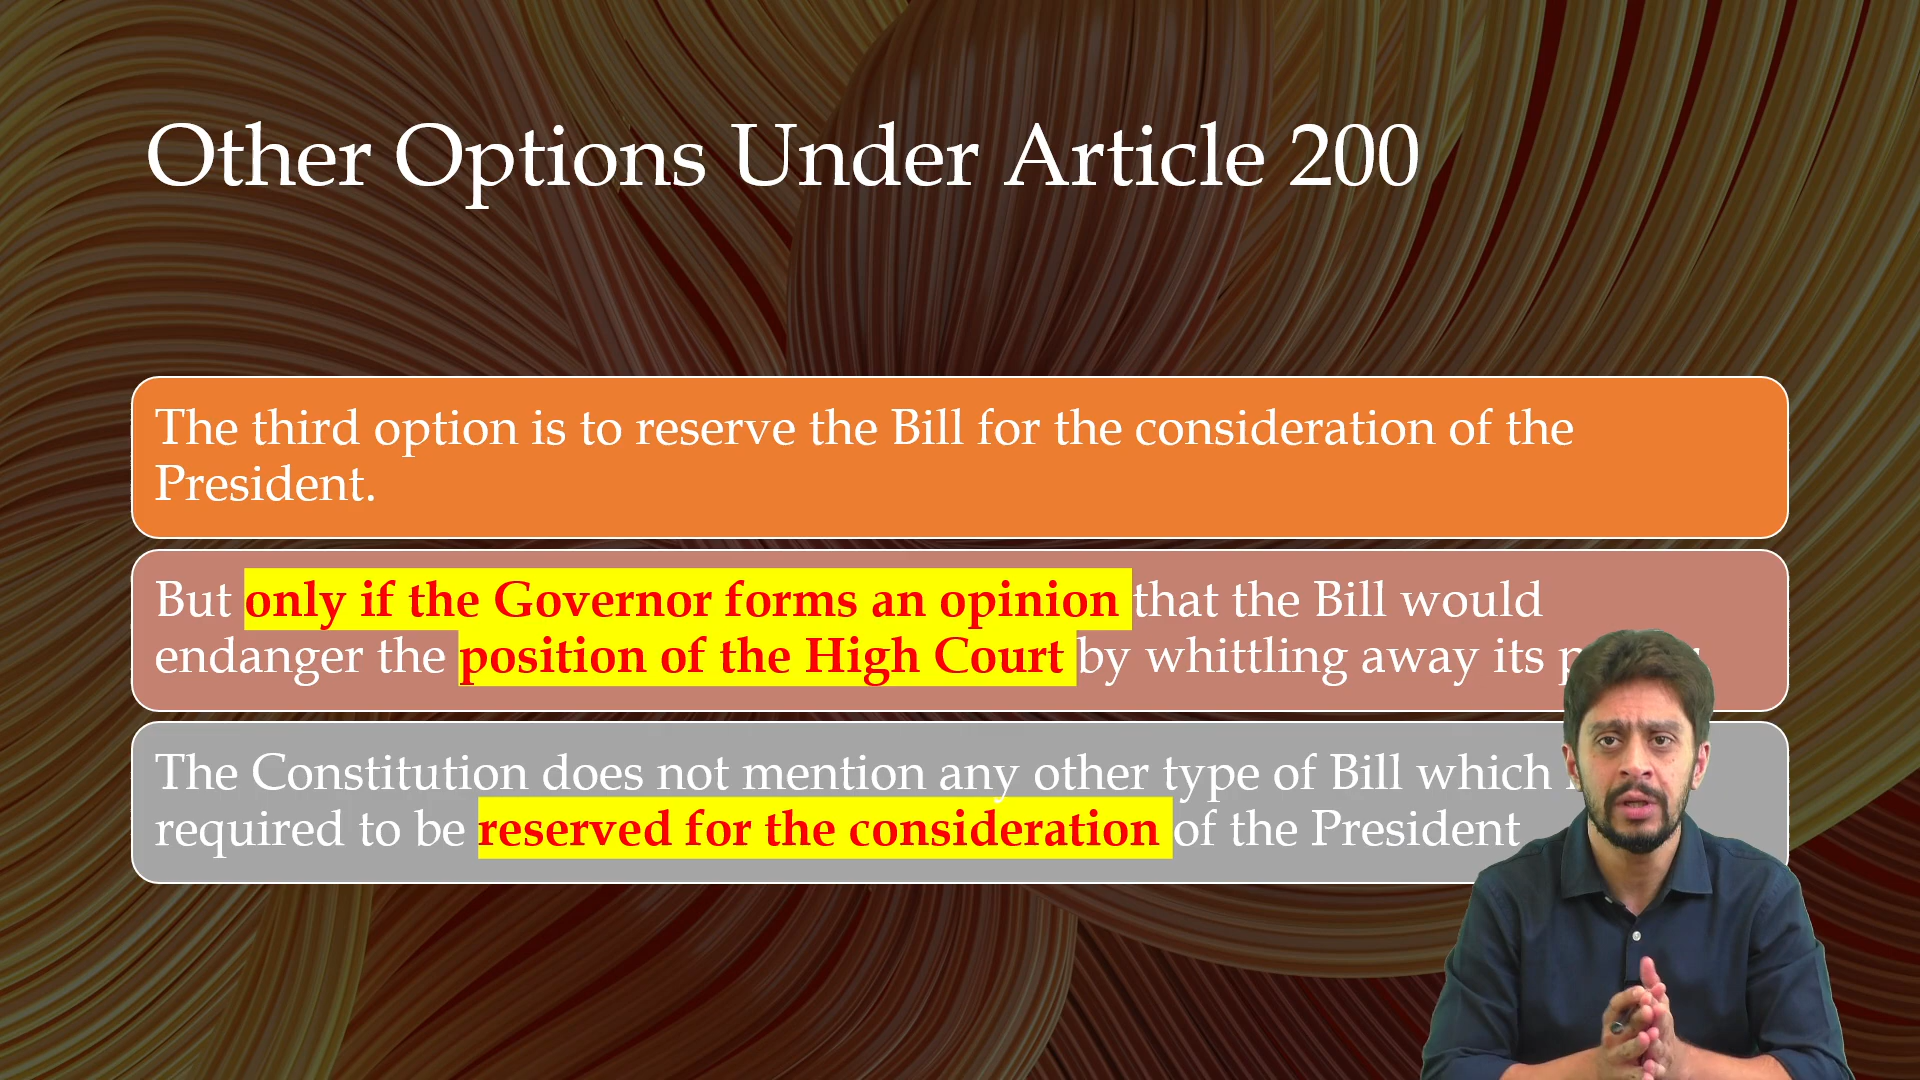 Other Options Under Article 200
The third option is to reserve the Bill for the consideration of the
President.
But only if the Governor forms an opinion that the Bill would
endanger the position of the High Court by whittling away its
The Constitution does not mention any other type of Bill which
required to be reserved for the consideration of the President